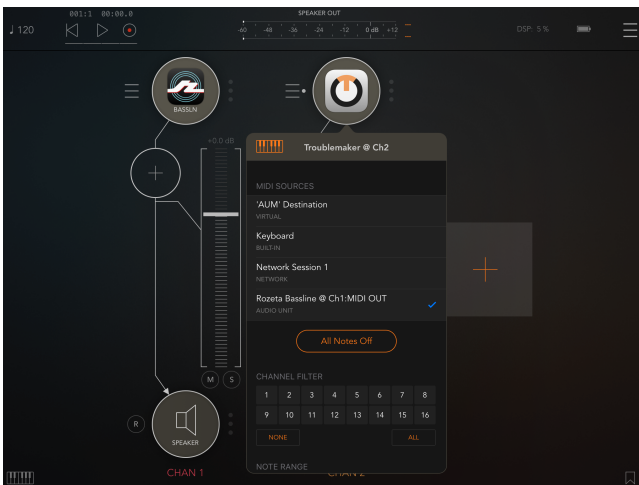 001:1 00:00.0
SPEAKER OUT
120
-60 -48 -36 -24 -12 0 dB +12
DSP: 5 %
BASSLN
+0.0 dB
Troublemaker @ Ch2
MIDI SOURCES
'AUM' Destination
VIRTUAL
Keyboard
BUILT-IN
Network Session 1
NETWORK
Rozeta Bassline @ Ch1:MIDI OUT
AUDIO UNIT
All Notes Off
M S
CHANNEL FILTER
1 2 3 4 5 6 7 8
9 10 11 12 13 14 15 16
R
NONE ALL
SPEAKER
NOTE RANGE
CHAN 1